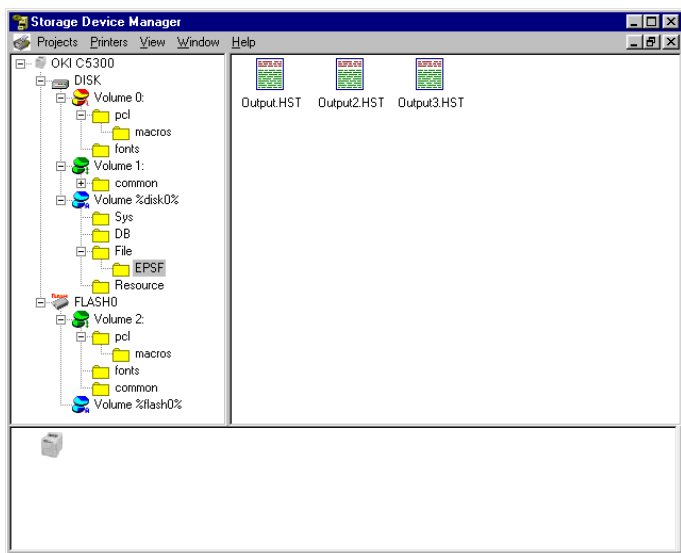 Storage Device Manager
Projects Printers View Window Help
OKI C5300
DISK
Volume 0:
pcl
macros
fonts
Volume 1:
common
Volume %disk0%
Sys
DB
File
EPSF
Resource
FLASH0
Volume 2:
pcl
macros
fonts
common
Volume %flash0%
Output.HST Output2.HST Output3.HST